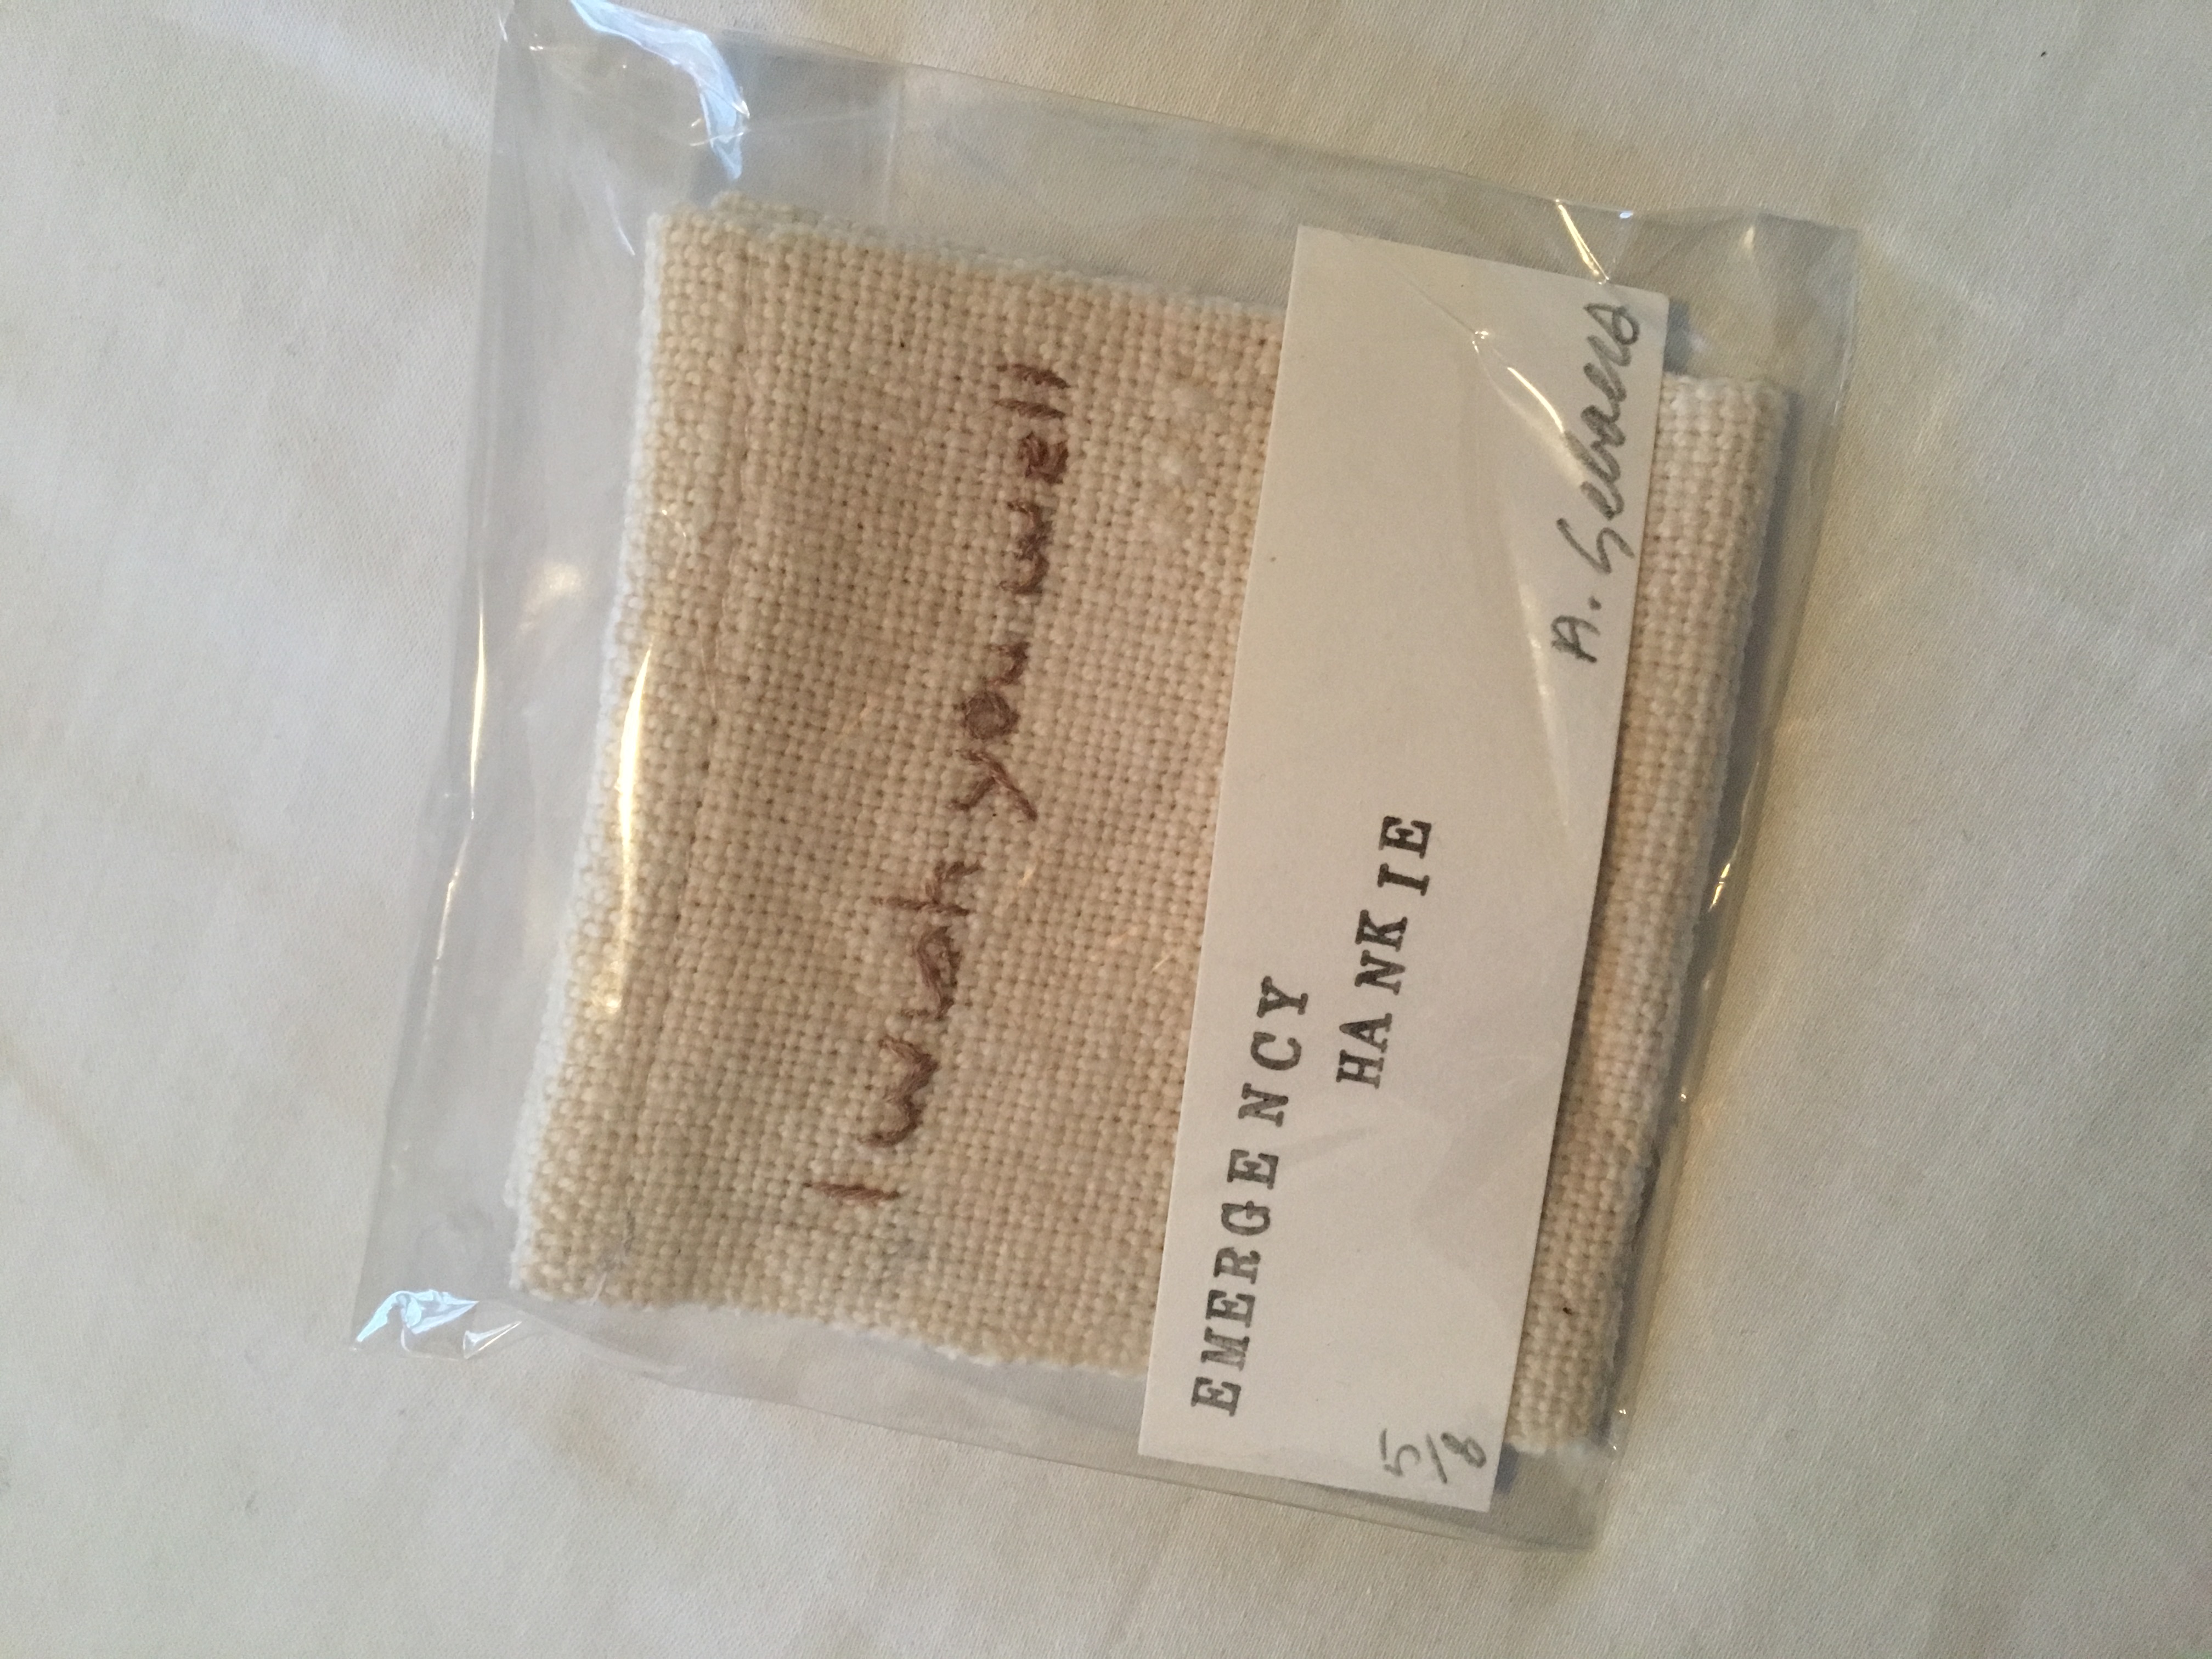 I wish you well
EMERGENCY
HANKIE
5/8
A.